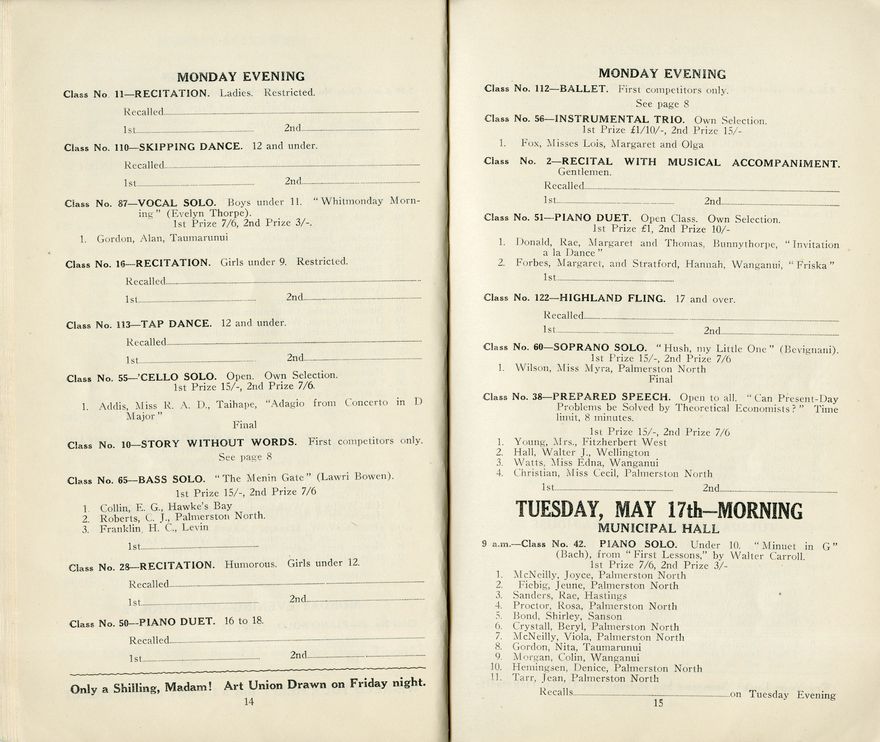 MONDAY EVENING
Class No. 11—RECITATION. Ladies. Restricted.
Recalled
1st 2nd
Class No. 110—SKIPPING DANCE. 12 and under.
Recalled
1st 2nd
Class No. 87—VOCAL SOLO. Boys under 11. "Whitmonday Morn-
ing" (Evelyn Thorpe).
1st Prize 7/6, 2nd Prize 3/-.
1. Gordon, Alan, Taumarunui
Class No. 16—RECITATION. Girls under 9. Restricted.
Recalled
1st 2nd
Class No. 113—TAP DANCE. 12 and under.
Recalled
1st 2nd
Class No. 55—'CELLO SOLO. Open. Own Selection.
1st Prize 15/-, 2nd Prize 7/6.
1. Addis, Miss R. A. D., Taihape, "Adagio from Concerto in D
Major"
Final
Class No. 10—STORY WITHOUT WORDS. First competitors only.
See page 8
Class No. 65—BASS SOLO. "The Menin Gate" (Lawri Bowen).
1st Prize 15/-, 2nd Prize 7/6
1. Collin, E. G., Hawke's Bay
2. Roberts, C. J., Palmerston North.
3. Franklin, H. C., Levin
1st
Class No. 28—RECITATION. Humorous. Girls under 12.
Recalled
1st 2nd
Class No. 50—PIANO DUET. 16 to 18.
Recalled
1st 2nd
Only a Shilling, Madam! Art Union Drawn on Friday night.
14
MONDAY EVENING
Class No. 112—BALLET. First competitors only.
See page 8
Class No. 56—INSTRUMENTAL TRIO. Own Selection.
1st Prize £1/10/-, 2nd Prize 15/-
1. Fox, Misses Lois, Margaret and Olga
Class No. 2—RECITAL WITH MUSICAL ACCOMPANIMENT.
Gentlemen.
Recalled
1st 2nd
Class No. 51—PIANO DUET. Open Class. Own Selection.
1st Prize £1, 2nd Prize 10/-
1. Donald, Rae, Margaret and Thomas, Bunnythorpe, "Invitation
a la Dance"
2. Forbes, Margaret, and Stratford, Hannah, Wanganui, "Friska"
1st
Class No. 122—HIGHLAND FLING. 17 and over.
Recalled
1st 2nd
Class No. 60—SOPRANO SOLO. "Hush, my Little One" (Bevignani).
1st Prize 15/-, 2nd Prize 7/6
1. Wilson, Miss Myra, Palmerston North
Final
Class No. 38—PREPARED SPEECH. Open to all. "Can Present-Day
Problems be Solved by Theoretical Economists?" Time
limit, 8 minutes.
1st Prize 15/-, 2nd Prize 7/6
1. Young, Mrs., Fitzherbert West
2. Hall, Walter J., Wellington
3. Watts, Miss Edna, Wanganui
4. Christian, Miss Cecil, Palmerston North
1st 2nd
TUESDAY, MAY 17th—MORNING
MUNICIPAL HALL
9 a.m.—Class No. 42. PIANO SOLO. Under 10. "Minuet in G"
(Bach), from "First Lessons," by Walter Carroll.
1st Prize 7/6, 2nd Prize 3/-
1. McNeilly, Joyce, Palmerston North
2. Fiebig, Jeune, Palmerston North
3. Sanders, Rae, Hastings
4. Proctor, Rosa, Palmerston North
5. Bond, Shirley, Sanson
6. Crystall, Beryl, Palmerston North
7. McNeilly, Viola, Palmerston North
8. Gordon, Nita, Taumarunui
9. Morgan, Colin, Wanganui
10. Hemingsen, Denice, Palmerston North
11. Tarr, Jean, Palmerston North
Recalls on Tuesday Evening
15